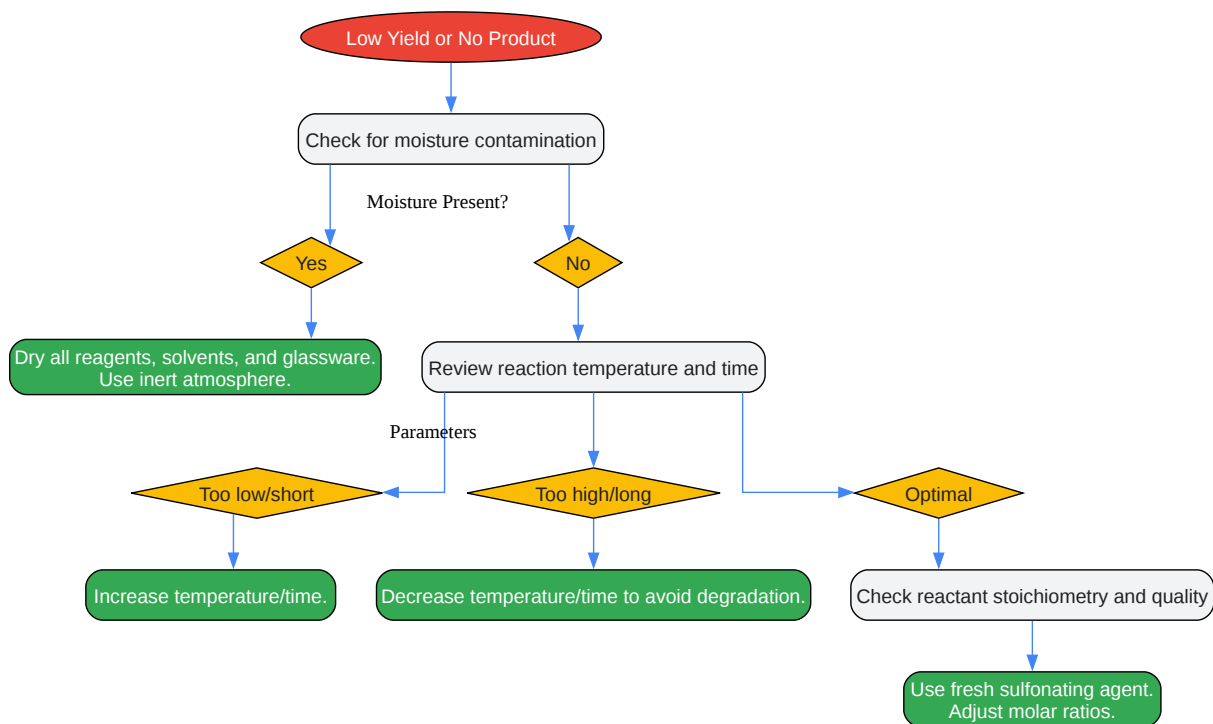 Low Yield or No Product
Check for moisture contamination
Moisture Present?
Yes
No
Dry all reagents, solvents, and glassware.
Use inert atmosphere.
Review reaction temperature and time
Parameters
Too low/short
Too high/long
Optimal
Increase temperature/time.
Decrease temperature/time to avoid degradation.
Check reactant stoichiometry and quality
Use fresh sulfonating agent.
Adjust molar ratios.